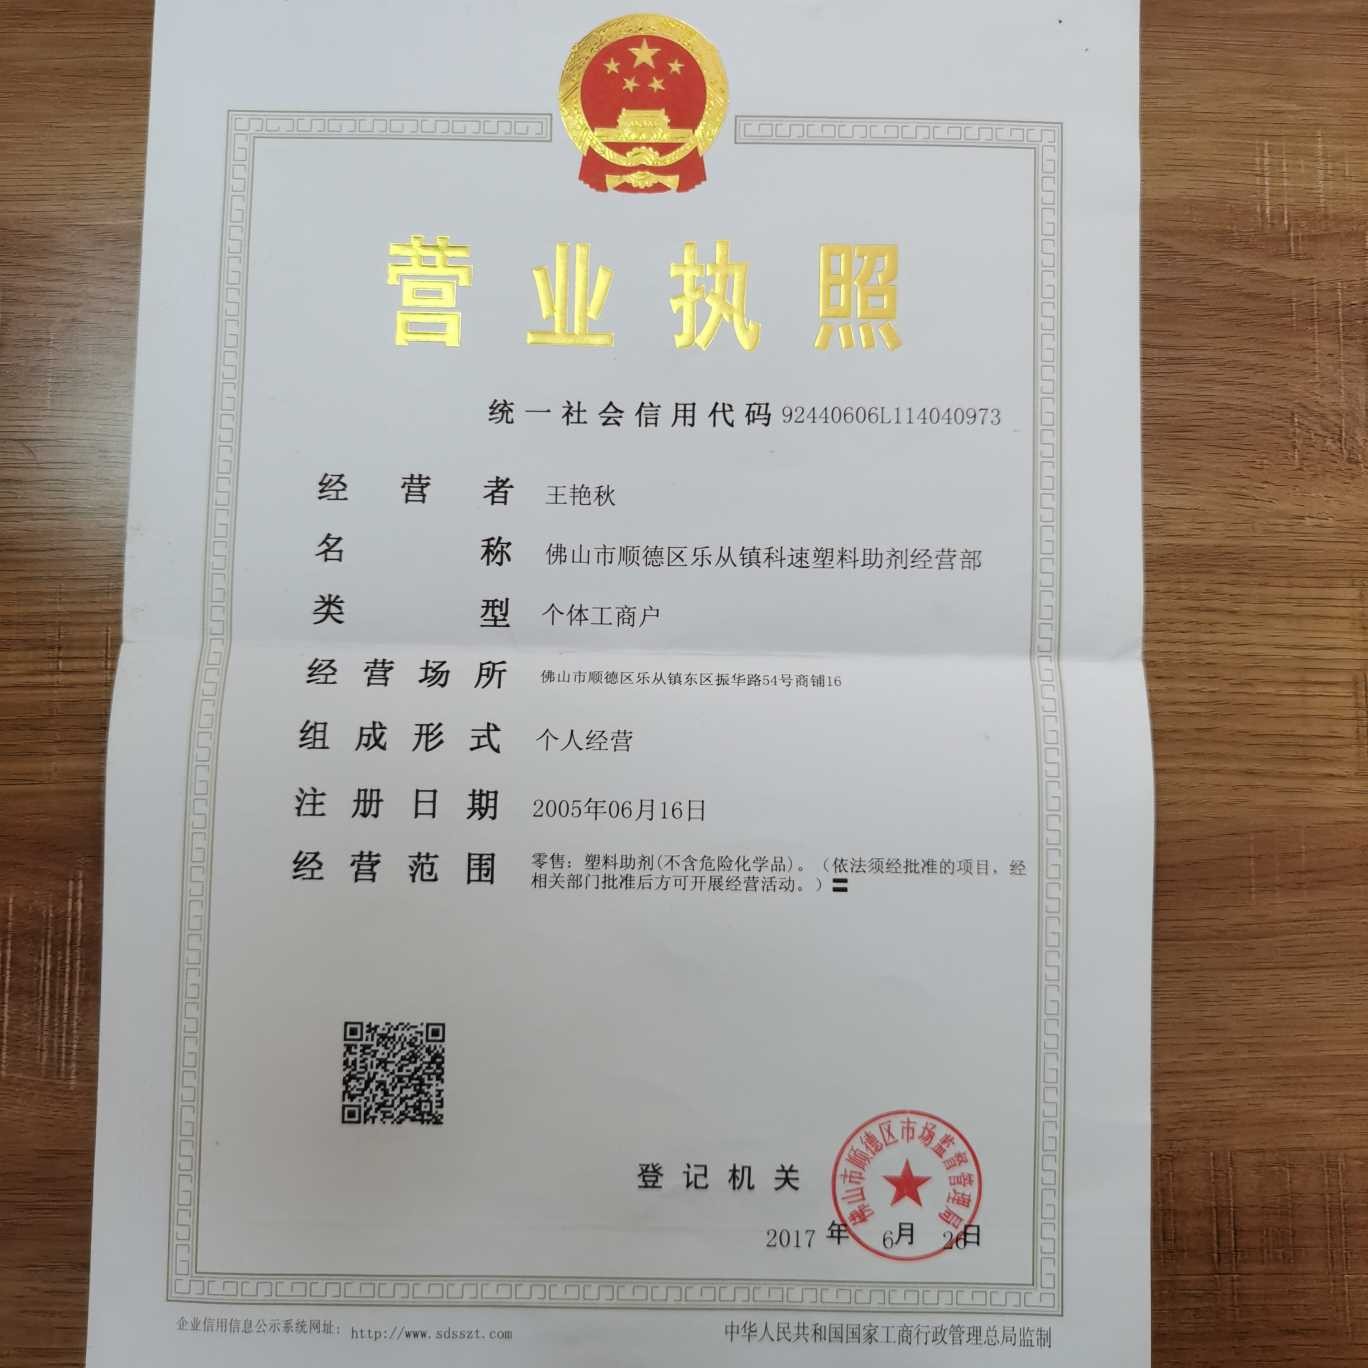 营业执照
统一社会信用代码 92440606L114040973
经营者 王艳秋
名称 佛山市顺德区乐从镇科速塑料助剂经营部
类型 个体工商户
经营场所 佛山市顺德区乐从镇东区振华路54号商铺16
组成形式 个人经营
注册日期 2005年06月16日
经营范围 零售：塑料助剂(不含危险化学品)。（依法须经批准的项目，经
相关部门批准后方可开展经营活动。）〓
佛山市顺德区市场监督管理局
登记机关
2017 年 6月 26日
企业信用信息公示系统网址：http://www.sdsszt.com
中华人民共和国国家工商行政管理总局监制